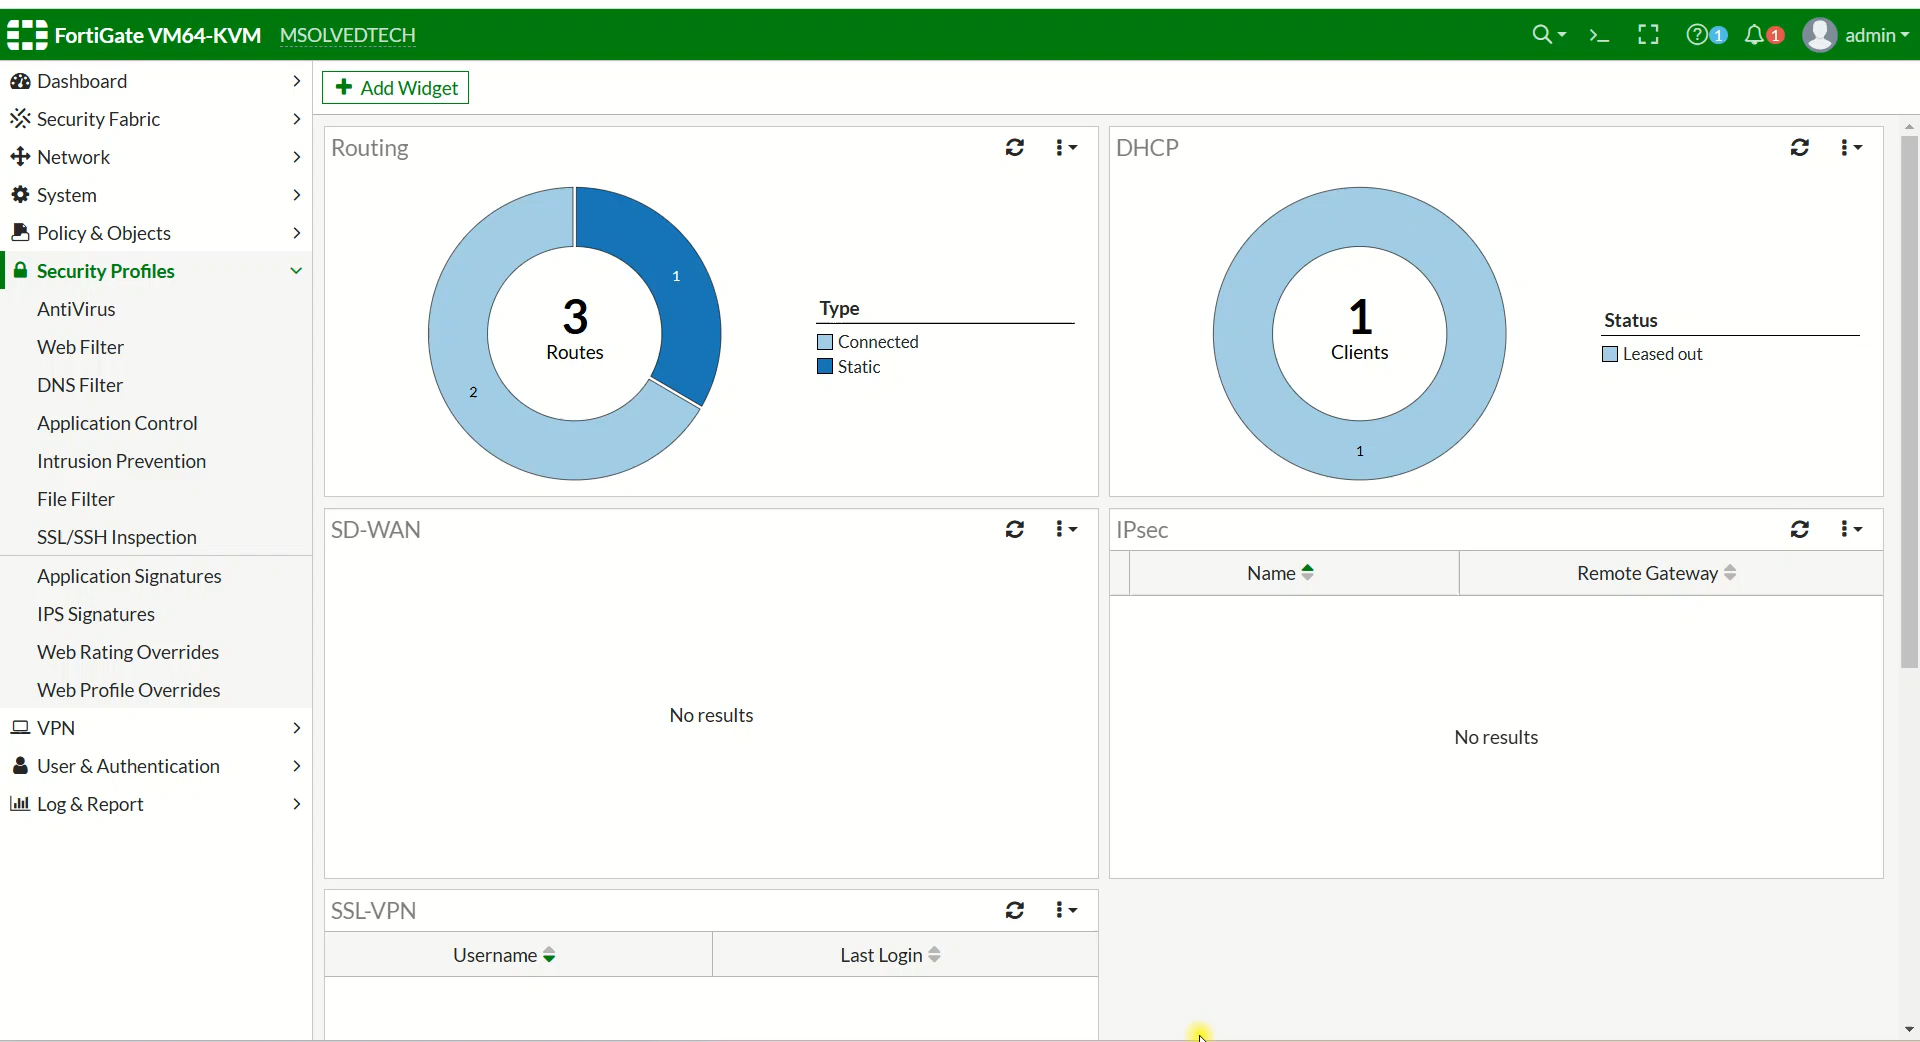 FortiGate VM64-KVM MSOLVEDTECH 1 1 admin
Dashboard
Security Fabric
Network
System
Policy & Objects
Security Profiles
AntiVirus
Web Filter
DNS Filter
Application Control
Intrusion Prevention
File Filter
SSL/SSH Inspection
Application Signatures
IPS Signatures
Web Rating Overrides
Web Profile Overrides
VPN
User & Authentication
Log & Report
Add Widget
Routing
1
2
3
Routes
Type
Connected
Static
DHCP
1
Clients
1
Status
Leased out
SD-WAN
No results
IPsec
Name Remote Gateway
No results
SSL-VPN
Username Last Login